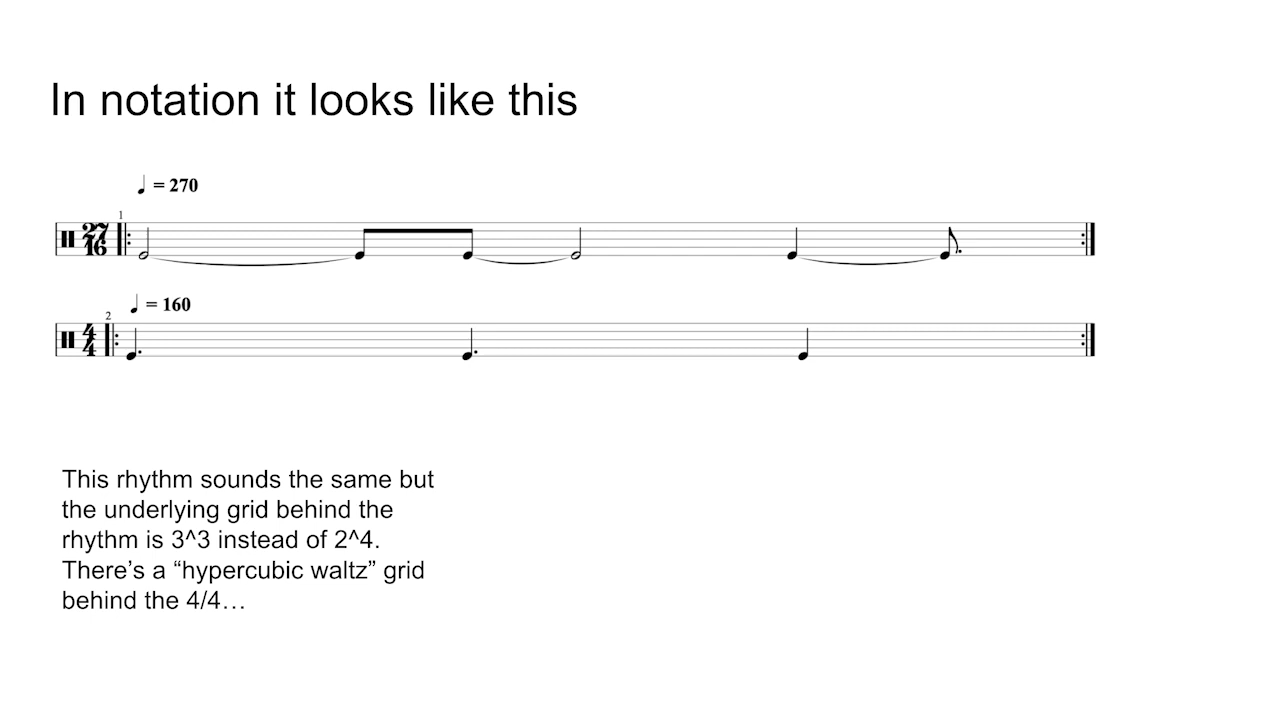 In notation it looks like this
♩ = 270
1
27
16
♩ = 160
2
4
4
This rhythm sounds the same but
the underlying grid behind the
rhythm is 3^3 instead of 2^4.
There’s a “hypercubic waltz” grid
behind the 4/4…